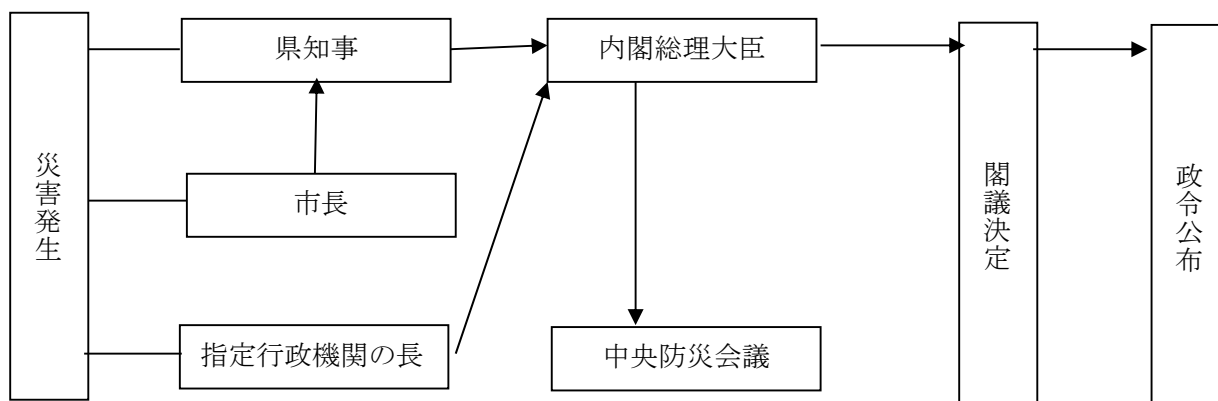 災害発生
県知事
市長
指定行政機関の長
内閣総理大臣
中央防災会議
閣議決定
政令公布